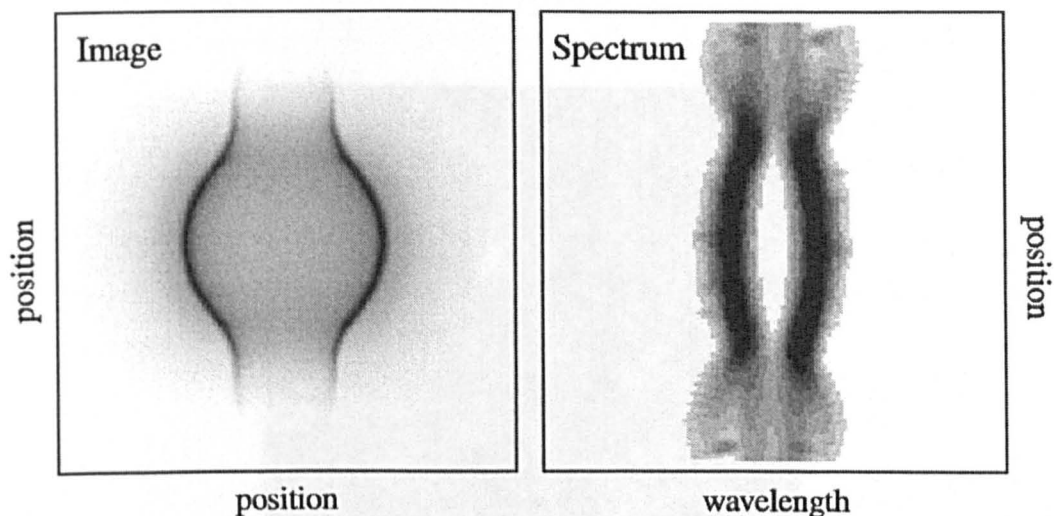 Image
Spectrum
position
position
position
wavelength